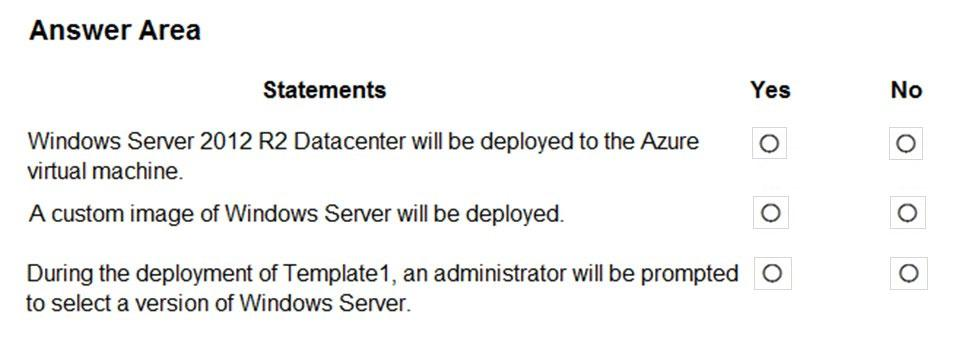 Answer Area
Statements Yes No
Windows Server 2012 R2 Datacenter will be deployed to the Azure
virtual machine.
A custom image of Windows Server will be deployed.
During the deployment of Template1, an administrator will be prompted
to select a version of Windows Server.